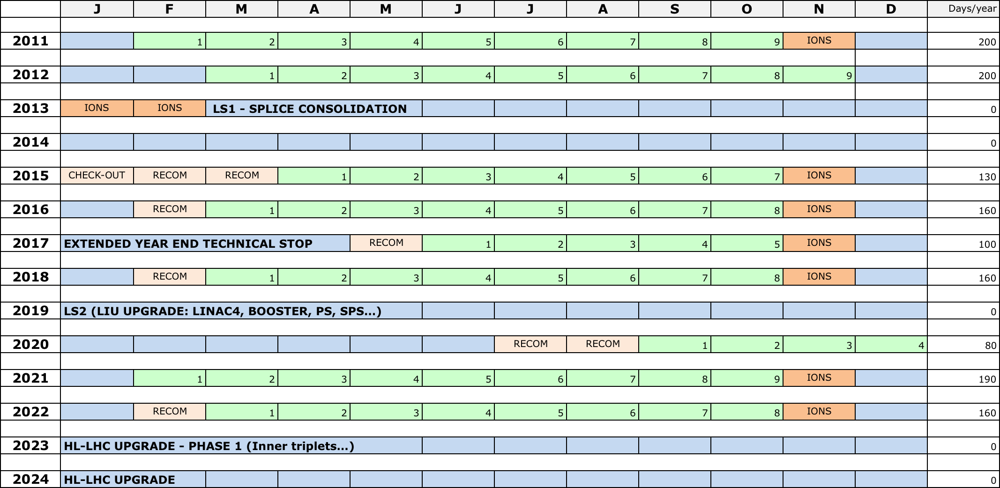 J F M A M J J A S O N D Days/year
2011 1 2 3 4 5 6 7 8 9 IONS 200
2012 1 2 3 4 5 6 7 8 9 200
2013 IONS IONS LS1 - SPLICE CONSOLIDATION 0
2014 0
2015 CHECK-OUT RECOM RECOM 1 2 3 4 5 6 7 IONS 130
2016 RECOM 1 2 3 4 5 6 7 8 IONS 160
2017 EXTENDED YEAR END TECHNICAL STOP RECOM 1 2 3 4 5 IONS 100
2018 RECOM 1 2 3 4 5 6 7 8 IONS 160
2019 LS2 (LIU UPGRADE: LINAC4, BOOSTER, PS, SPS...) 0
2020 RECOM RECOM 1 2 3 4 80
2021 1 2 3 4 5 6 7 8 9 IONS 190
2022 RECOM 1 2 3 4 5 6 7 8 IONS 160
2023 HL-LHC UPGRADE - PHASE 1 (Inner triplets...) 0
2024 HL-LHC UPGRADE 0